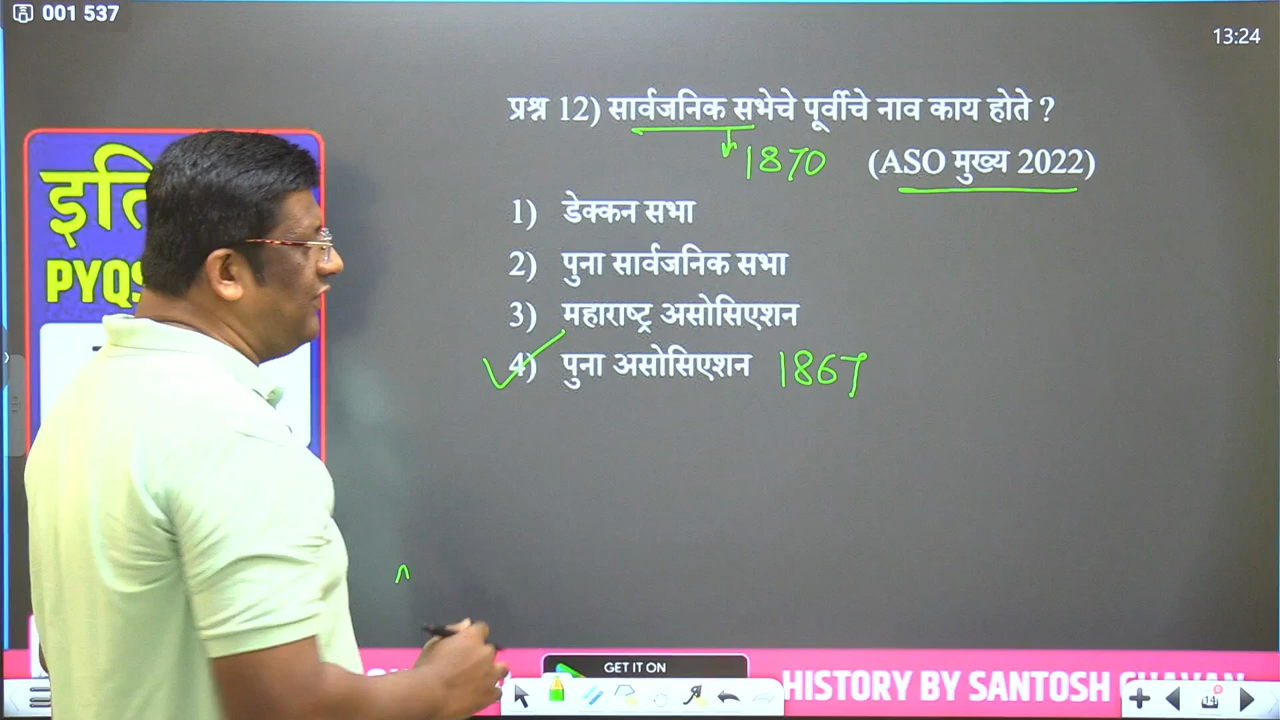 001 537
13:24
प्रश्न 12) सार्वजनिक सभेचे पूर्वीचे नाव काय होते ?
1870 (ASO मुख्य 2022)
1) डेक्कन सभा
2) पुना सार्वजनिक सभा
3) महाराष्ट्र असोसिएशन
4) पुना असोसिएशन 1867
PYQS
GET IT ON
HISTORY BY SANTOSH
14